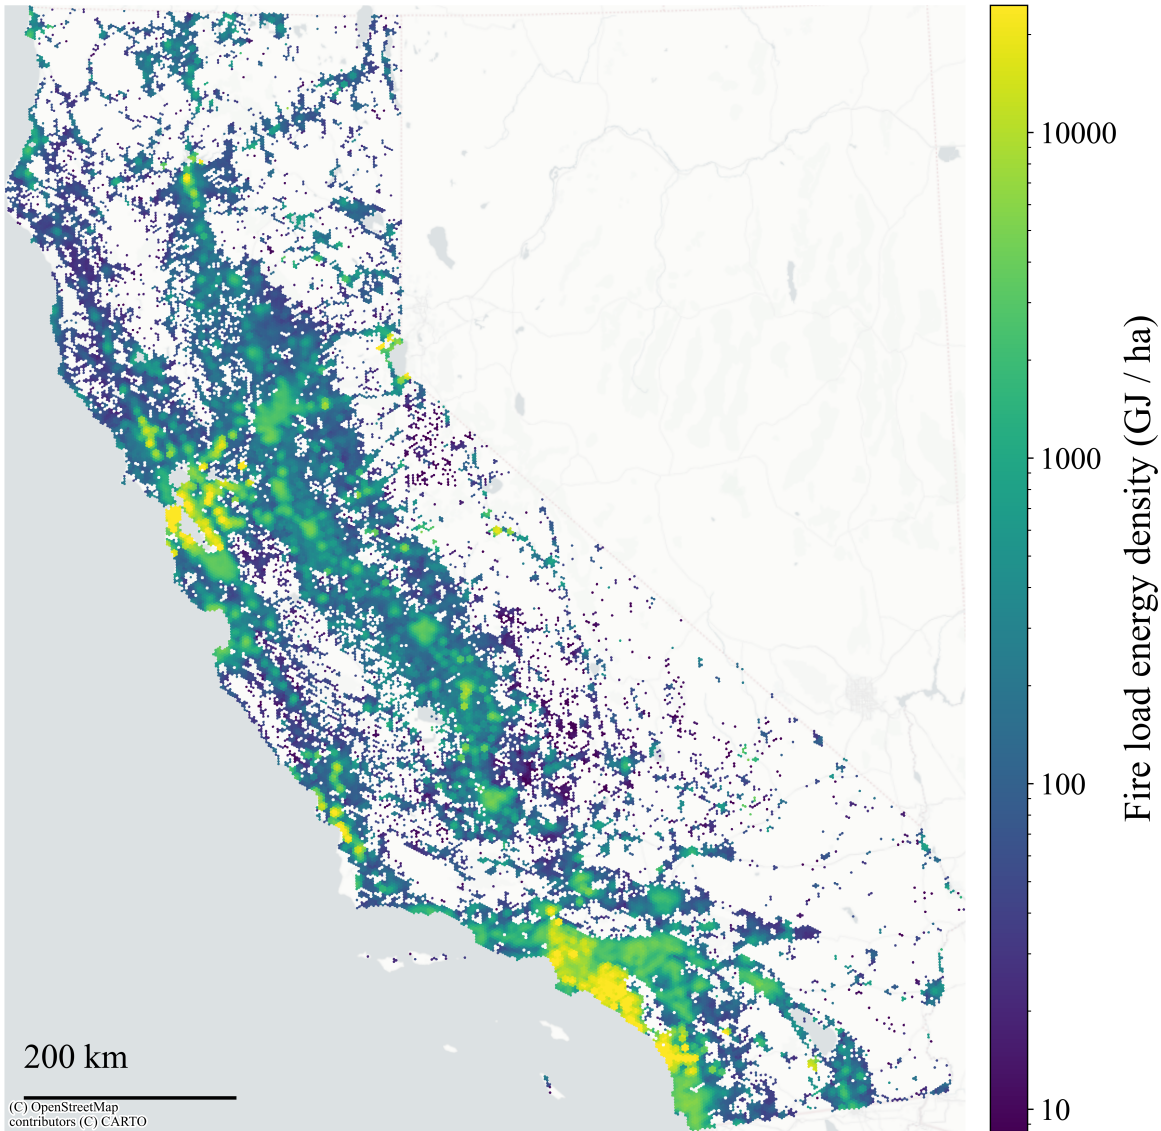 10000
1000
100
10
Fire load energy density (GJ / ha)
200 km
(C) OpenStreetMap
contributors (C) CARTO